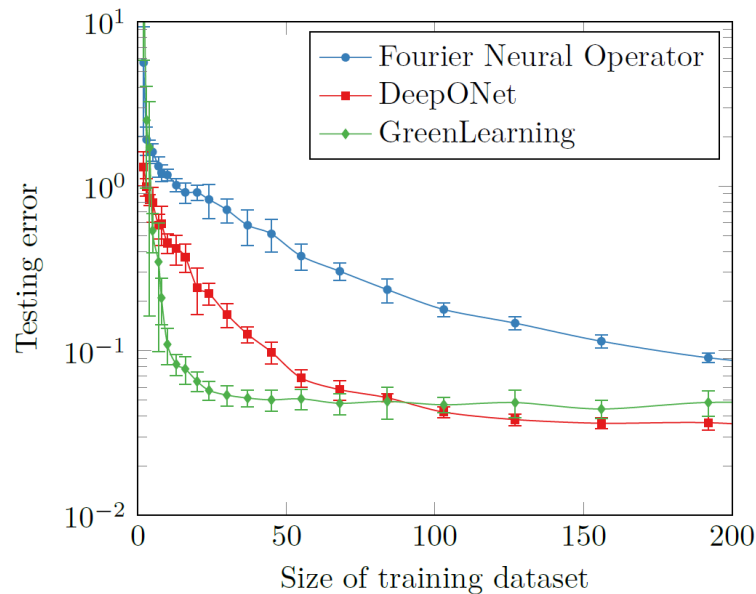 10^1
Fourier Neural Operator
DeepONet
GreenLearning
10^0
Testing error
10^−1
10^−2
0 50 100 150 200
Size of training dataset